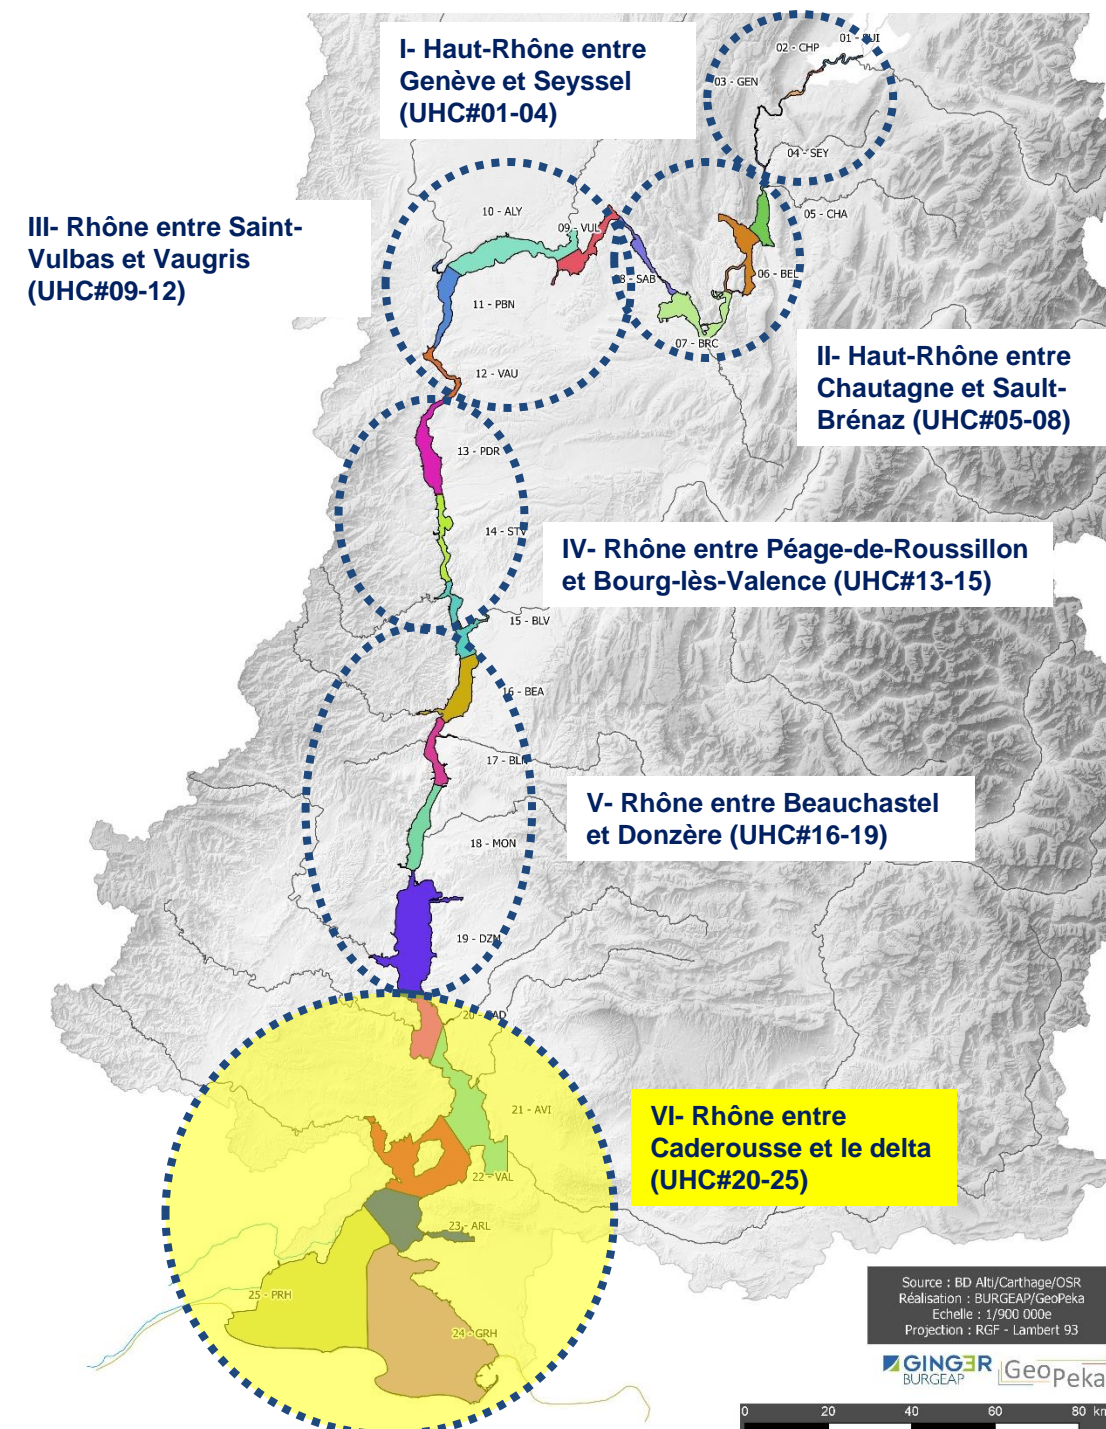 I- Haut-Rhône entre
Genève et Seyssel
(UHC#01-04)
01 - SUI
02 - CHP
03 - GEN
04 - SEY
III- Rhône entre Saint-
Vulbas et Vaugris
(UHC#09-12)
10 - ALY
09 - VUL
05 - CHA
06 - BEL
08 - SAB
11 - PBN
07 - BRC
12 - VAU
II- Haut-Rhône entre
Chautagne et Sault-
Brénaz (UHC#05-08)
13 - PDR
14 - STV
IV- Rhône entre Péage-de-Roussillon
et Bourg-lès-Valence (UHC#13-15)
15 - BLV
16 - BEA
17 - BLN
V- Rhône entre Beauchastel
et Donzère (UHC#16-19)
18 - MON
19 - DZM
20 - CAD
21 - AVI
VI- Rhône entre
Caderousse et le delta
(UHC#20-25)
22 - VAL
23 - ARL
25 - PRH
24 - GRH
Source : BD Alti/Carthage/OSR
Réalisation : BURGEAP/GeoPeka
Echelle : 1/900 000e
Projection : RGF - Lambert 93
GINGER
BURGEAP
GeoPeka
0 20 40 60 80 km